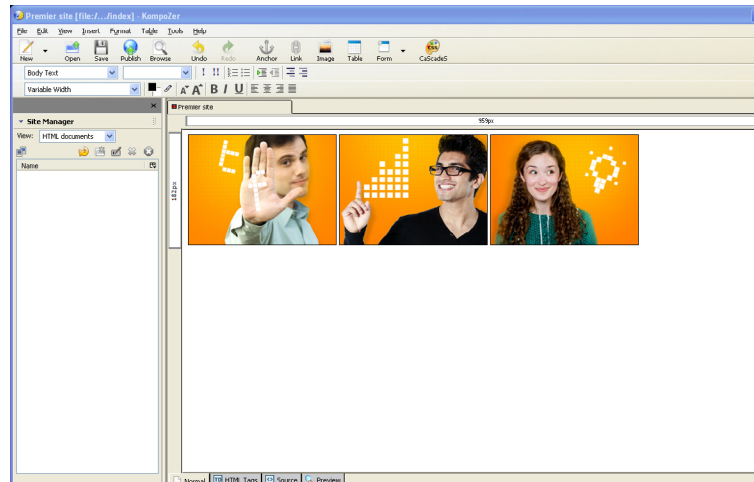 Premier site [file:/.../index] - KompoZer
File Edit View Insert Format Table Tools Help
New Open Save Publish Browse Undo Redo Anchor Link Image Table Form CaScadeS
Body Text
Variable Width
Site Manager
Premier site
959px
View: HTML documents
Name
182px
Normal HTML Tags Source Preview